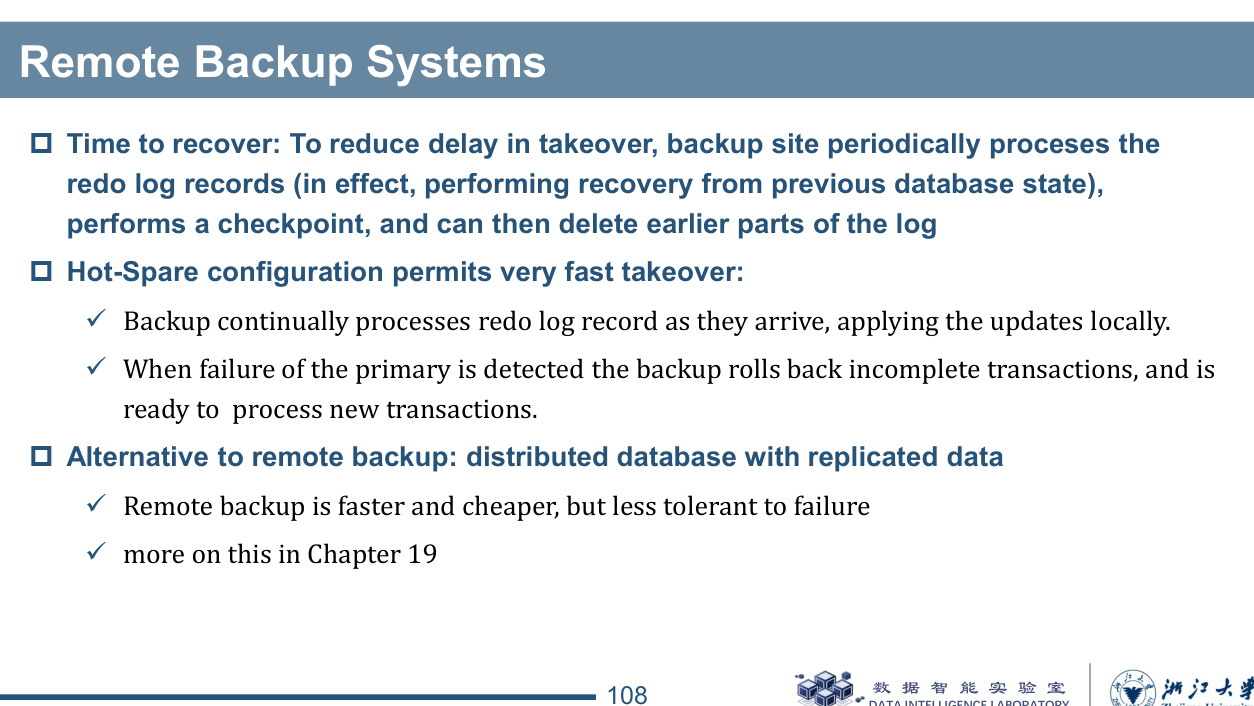 Remote Backup Systems
Time to recover: To reduce delay in takeover, backup site periodically proceses the
redo log records (in effect, performing recovery from previous database state),
performs a checkpoint, and can then delete earlier parts of the log
Hot-Spare configuration permits very fast takeover:
Backup continually processes redo log record as they arrive, applying the updates locally.
When failure of the primary is detected the backup rolls back incomplete transactions, and is
ready to  process new transactions.
Alternative to remote backup: distributed database with replicated data
Remote backup is faster and cheaper, but less tolerant to failure
more on this in Chapter 19
108
数据智能实验室
DATA INTELLIGENCE LABORATORY
浙江大学